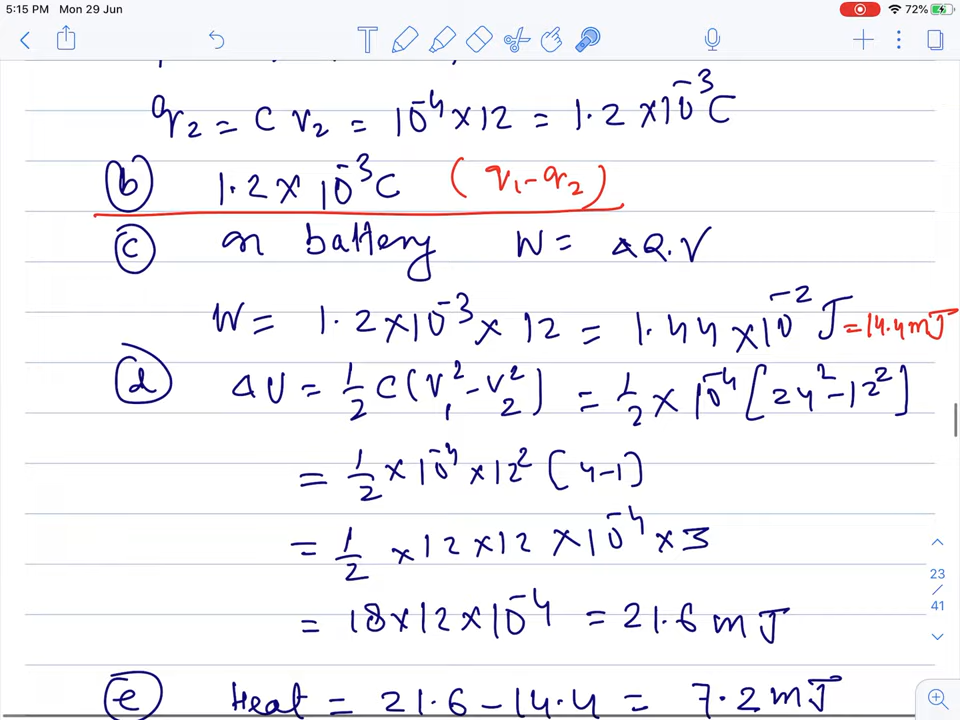 5:15 PM Mon 29 Jun 72%
q₂ = C V₂ = 10⁻⁴ × 12 = 1.2 × 10⁻³ C
(b) 1.2 × 10⁻³ C (q₁ - q₂)
(c) on battery W = ΔQ.V
W = 1.2 × 10⁻³ × 12 = 1.44 × 10⁻² J = 14.4 mJ
(d) ΔU = 1/2 C (V₁² - V₂²) = 1/2 × 10⁻⁴ [24² - 12²]
= 1/2 × 10⁻⁴ × 12² (4-1)
= 1/2 × 12 × 12 × 10⁻⁴ × 3
= 18 × 12 × 10⁻⁴ = 21.6 mJ
23
/
41
(e) Heat = 21.6 - 14.4 = 7.2 mJ